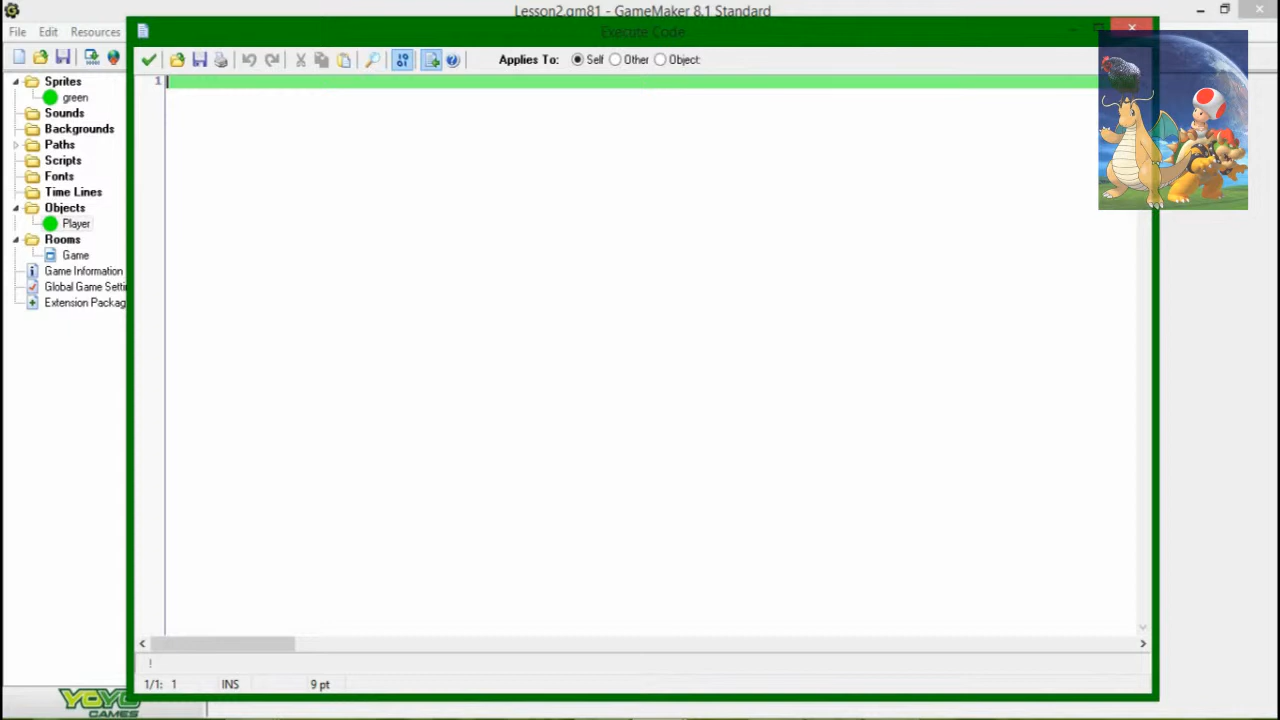 Lesson2.gm81 - GameMaker 8.1 Standard
File Edit Resources
Execute Code
Applies To: Self Other Object:
Sprites
green
Sounds
Backgrounds
Paths
Scripts
Fonts
Time Lines
Objects
Player
Rooms
Game
Game Information
Global Game Setti
Extension Packag
1
!
1/1: 1 INS 9 pt
YOYO
GAMES